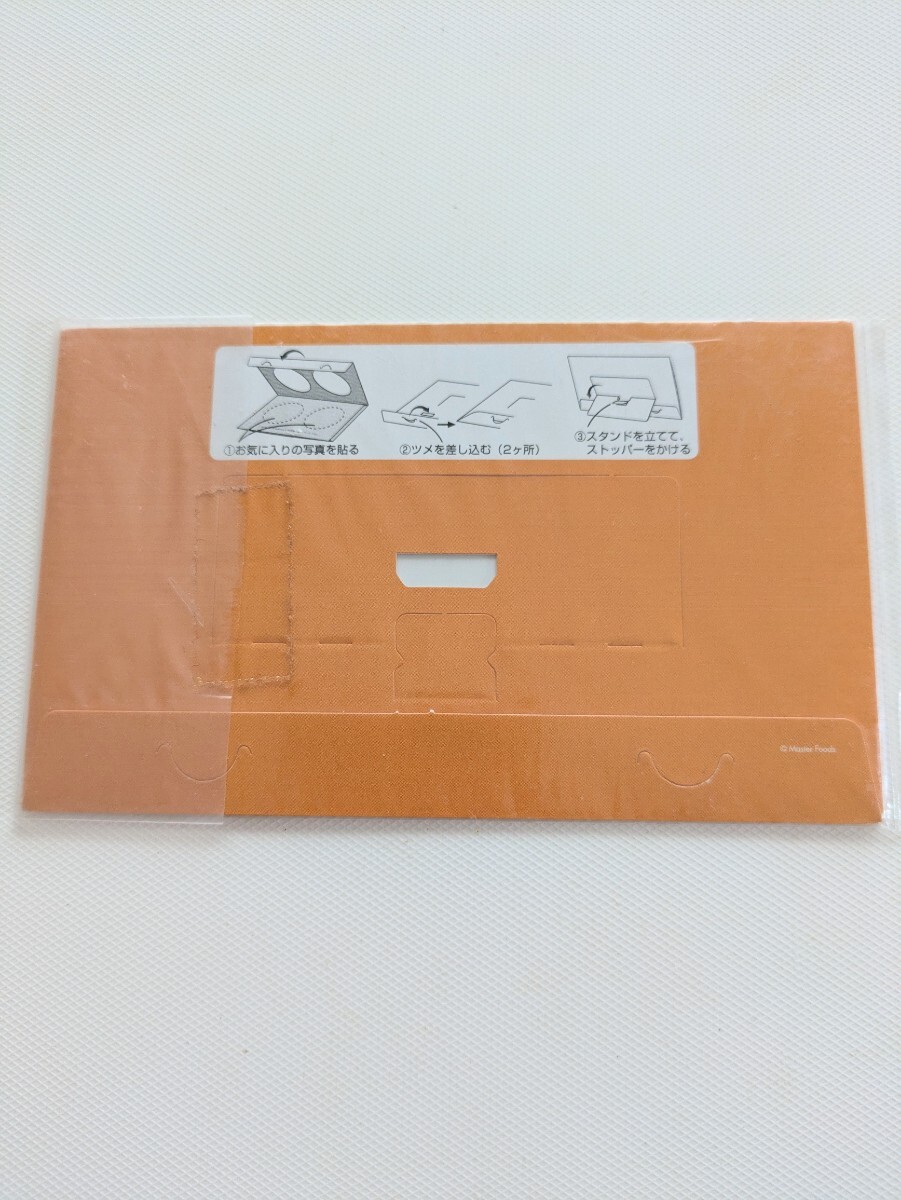 ①お気に入りの写真を貼る
②ツメを差し込む（2ヶ所）
③スタンドを立てて、
ストッパーをかける
© Master Foods